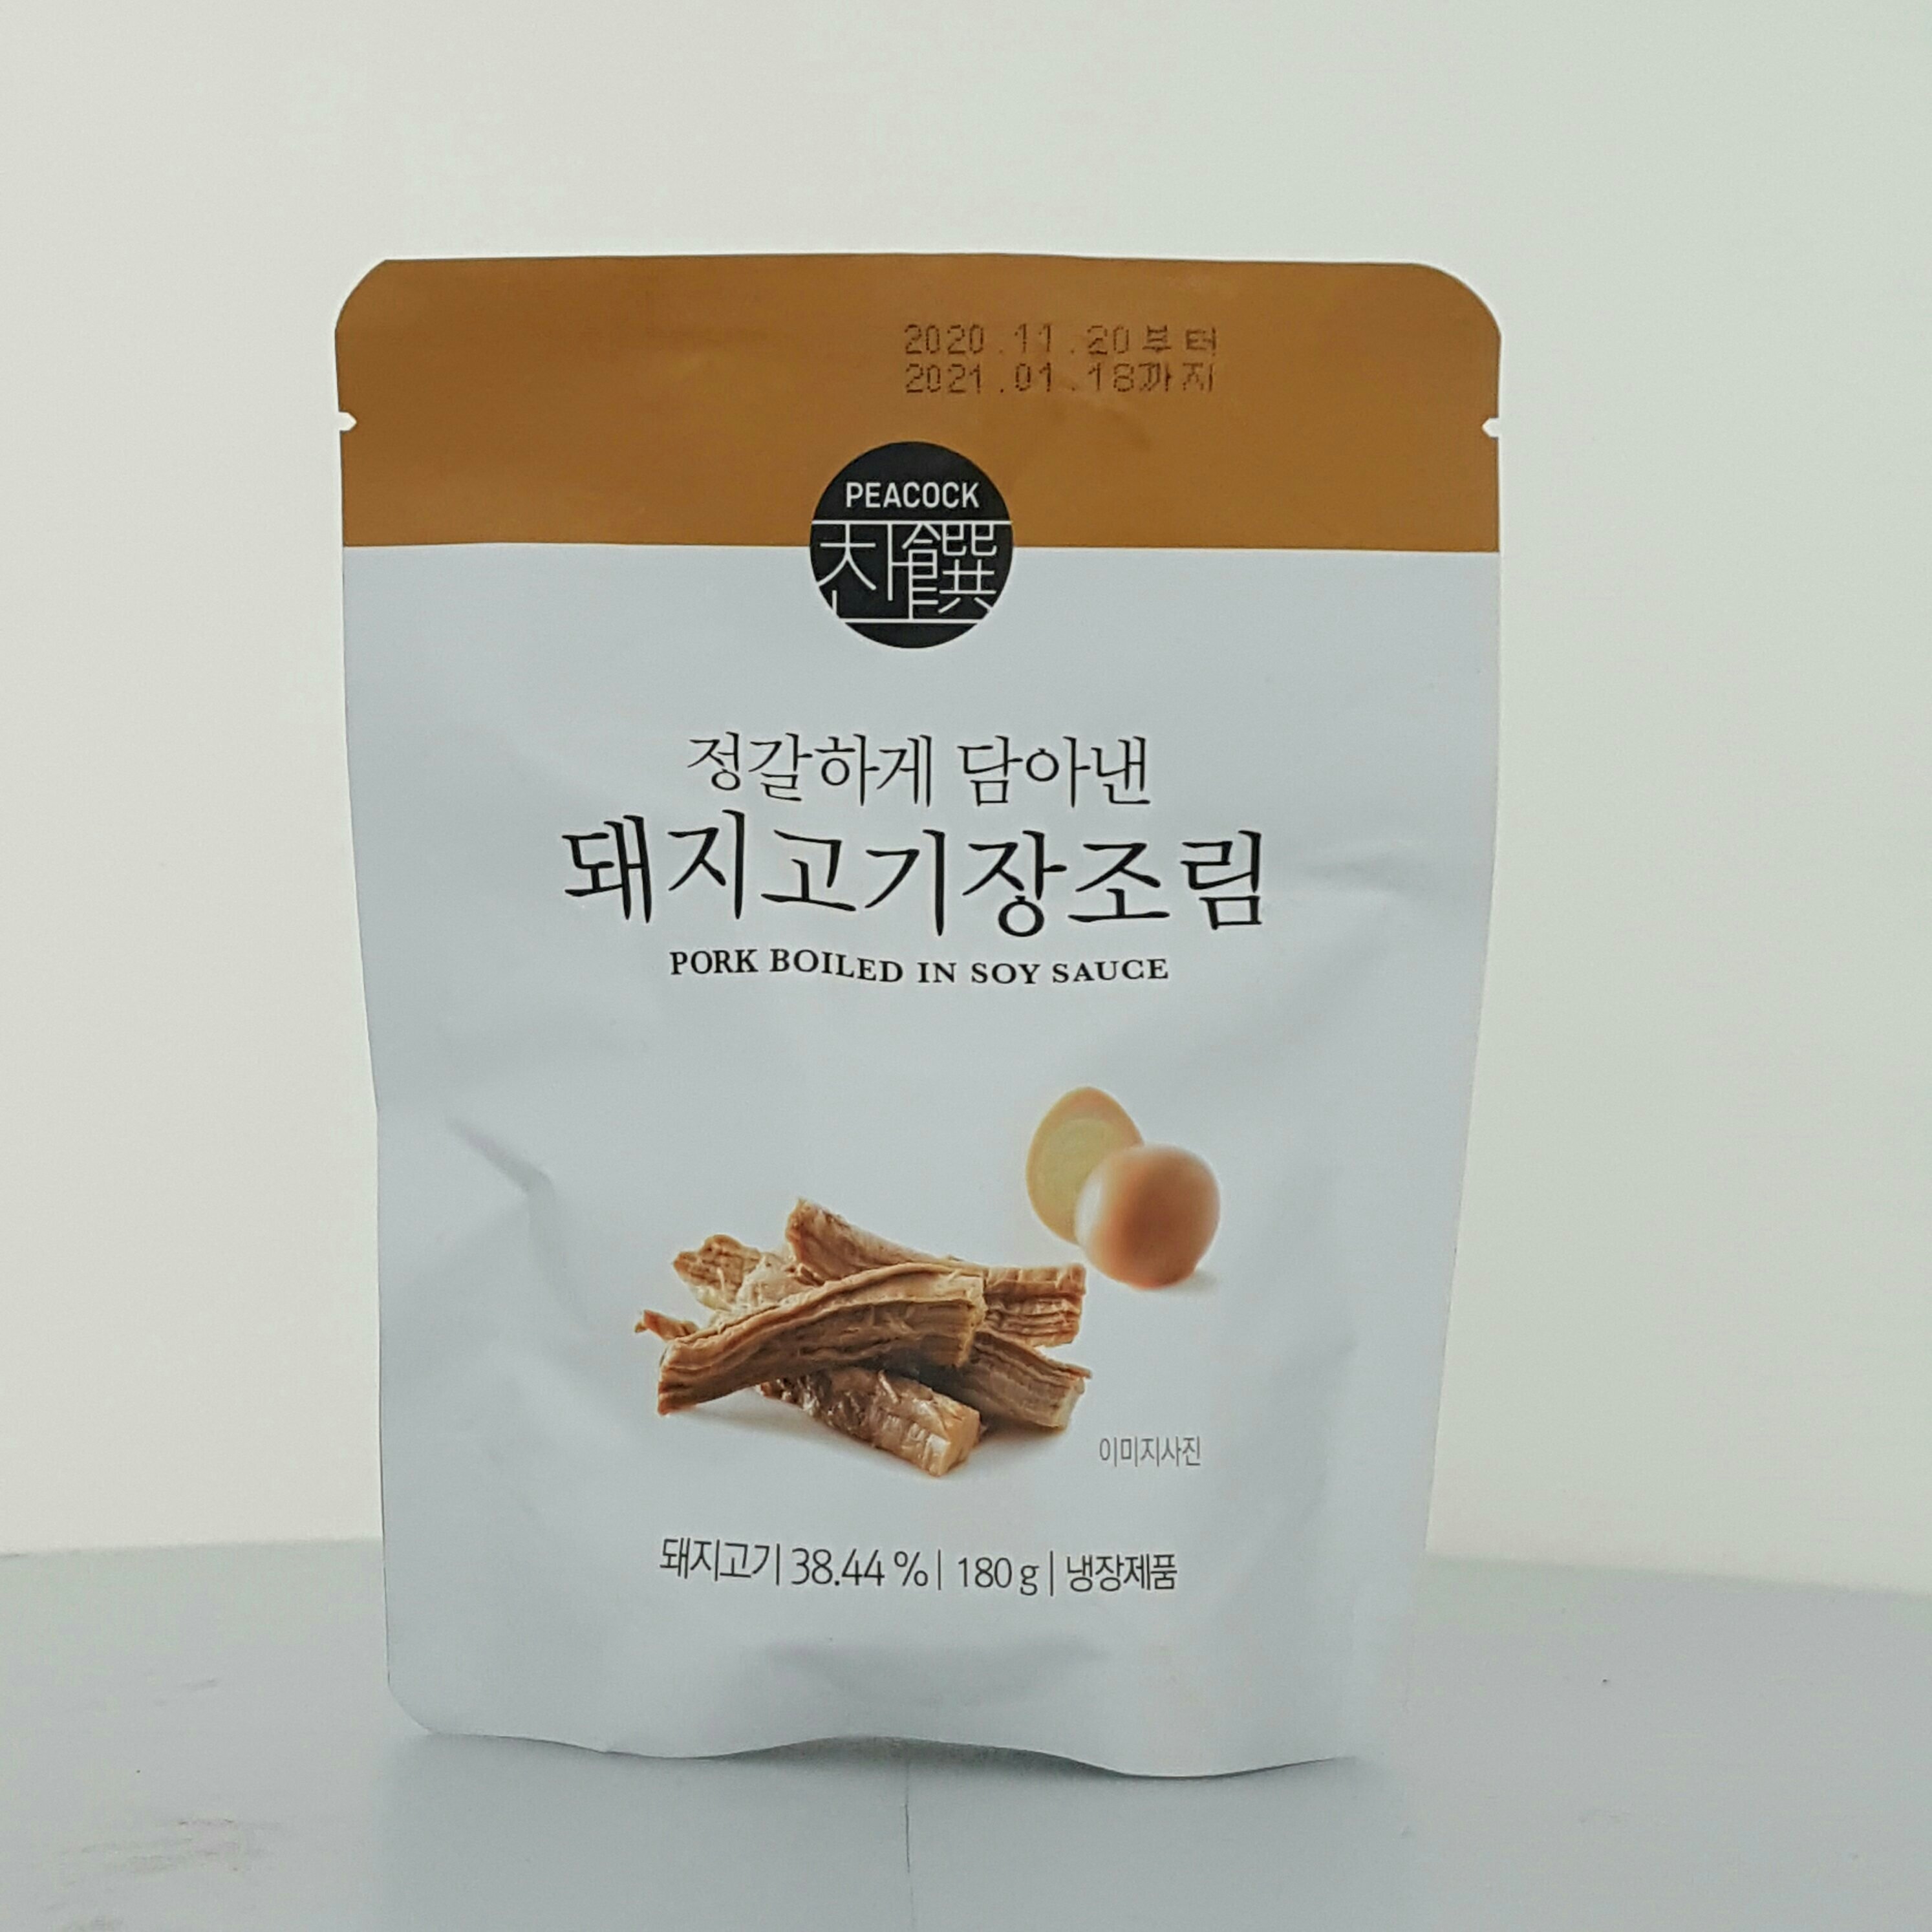 2020.11.20부터
2021.01.18까지
PEACOCK
찬饌
정갈하게 담아낸
돼지고기장조림
PORK BOILED IN SOY SAUCE
이미지사진
돼지고기 38.44 % | 180 g | 냉장제품